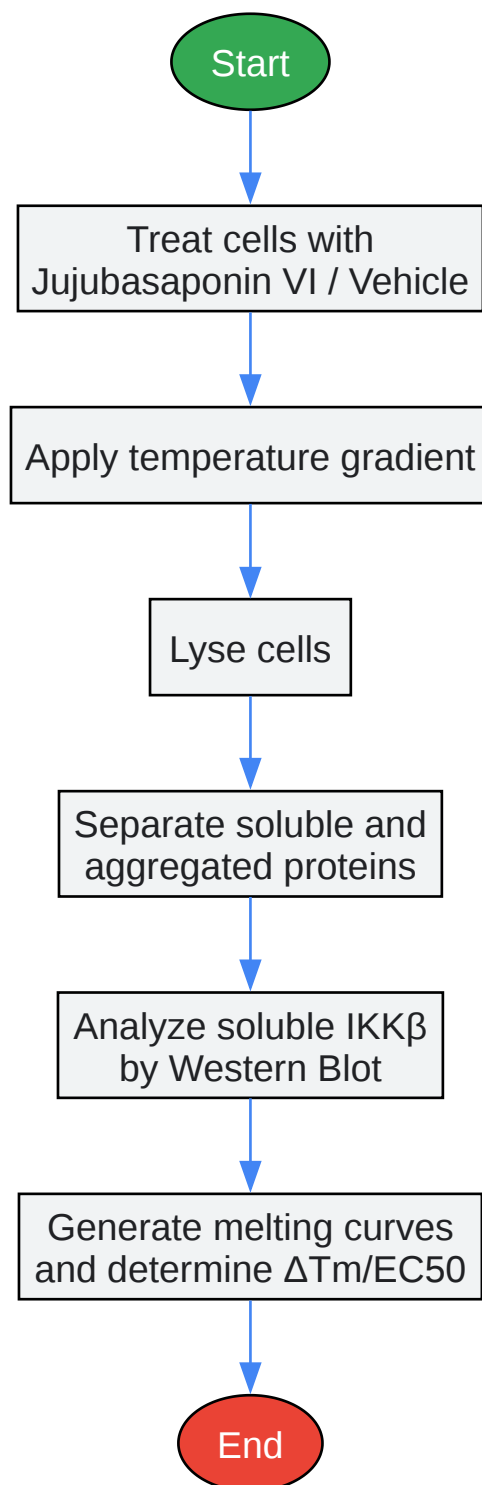 Start
Treat cells with
Jujubasaponin VI / Vehicle
Apply temperature gradient
Lyse cells
Separate soluble and
aggregated proteins
Analyze soluble IKKβ
by Western Blot
Generate melting curves
and determine ΔTm/EC50
End